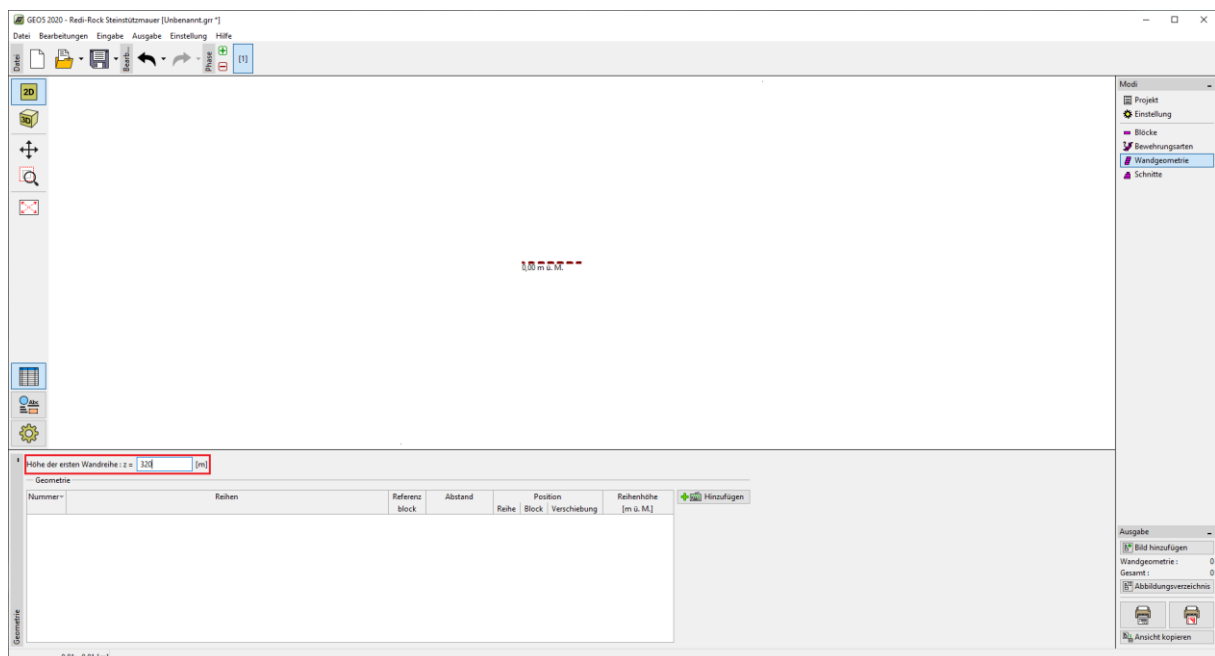 GEO5 2020 - Redi-Rock Steinstützmauer [Unbenannt.grr *]
Datei Bearbeitungen Eingabe Ausgabe Einstellung Hilfe
Datei
Bearb...
Phase
[1]
2D
3D
Abc
0,00 m ü. M.
Modi
Projekt
Einstellung
Blöcke
Bewehrungsarten
Wandgeometrie
Schnitte
Höhe der ersten Wandreihe : z = 320 [m]
Geometrie
Nummer Reihen Referenz Abstand Position Reihenhöhe
block Reihe Block Verschiebung [m ü. M.]
Hinzufügen
Geometrie
Ausgabe
Bild hinzufügen
Wandgeometrie : 0
Gesamt : 0
Abbildungsverzeichnis
Ansicht kopieren